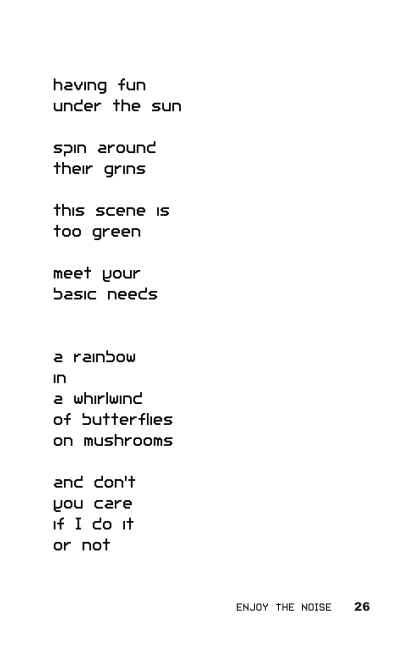 having fun
under the sun
spin around
their grins
this scene is
too green
meet your
basic needs
a rainbow
in
a whirlwind
of butterflies
on mushrooms
and don't
you care
if I do it
or not
ENJOY THE NOISE 26